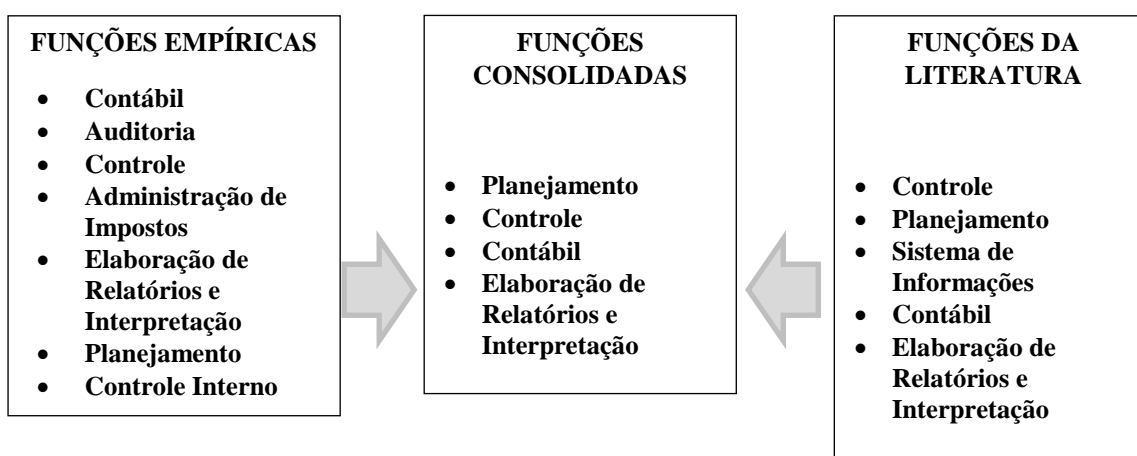 FUNÇÕES EMPÍRICAS
• Contábil
• Auditoria
• Controle
• Administração de
Impostos
• Elaboração de
Relatórios e
Interpretação
• Planejamento
• Controle Interno
FUNÇÕES
CONSOLIDADAS
• Planejamento
• Controle
• Contábil
• Elaboração de
Relatórios e
Interpretação
FUNÇÕES DA
LITERATURA
• Controle
• Planejamento
• Sistema de
Informações
• Contábil
• Elaboração de
Relatórios e
Interpretação